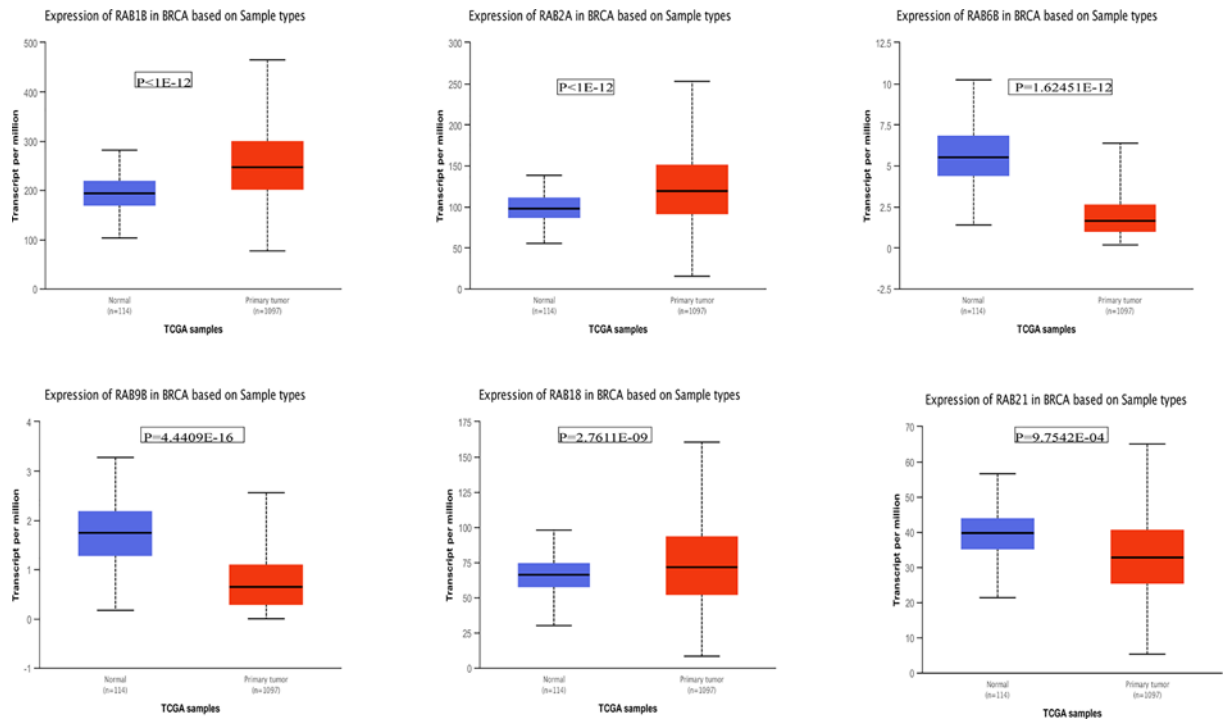 Expression of RAB1B in BRCA based on Sample types
P<1E-12
Transcript per million
500
400
300
200
100
0
Normal
(n=114)
Primary tumor
(n=1097)
TCGA samples
Expression of RAB2A in BRCA based on Sample types
P<1E-12
Transcript per million
300
250
200
150
100
50
0
Normal
(n=114)
Primary tumor
(n=1097)
TCGA samples
Expression of RAB6B in BRCA based on Sample types
P=1.62451E-12
Transcript per million
12.5
10
7.5
5
2.5
0
-2.5
Normal
(n=114)
Primary tumor
(n=1097)
TCGA samples
Expression of RAB9B in BRCA based on Sample types
P=4.4409E-16
Transcript per million
4
3
2
1
0
-1
Normal
(n=114)
Primary tumor
(n=1097)
TCGA samples
Expression of RAB18 in BRCA based on Sample types
P=2.7611E-09
Transcript per million
175
150
125
100
75
50
25
0
Normal
(n=114)
Primary tumor
(n=1097)
TCGA samples
Expression of RAB21 in BRCA based on Sample types
P=9.7542E-04
Transcript per million
70
60
50
40
30
20
10
0
Normal
(n=114)
Primary tumor
(n=1097)
TCGA samples